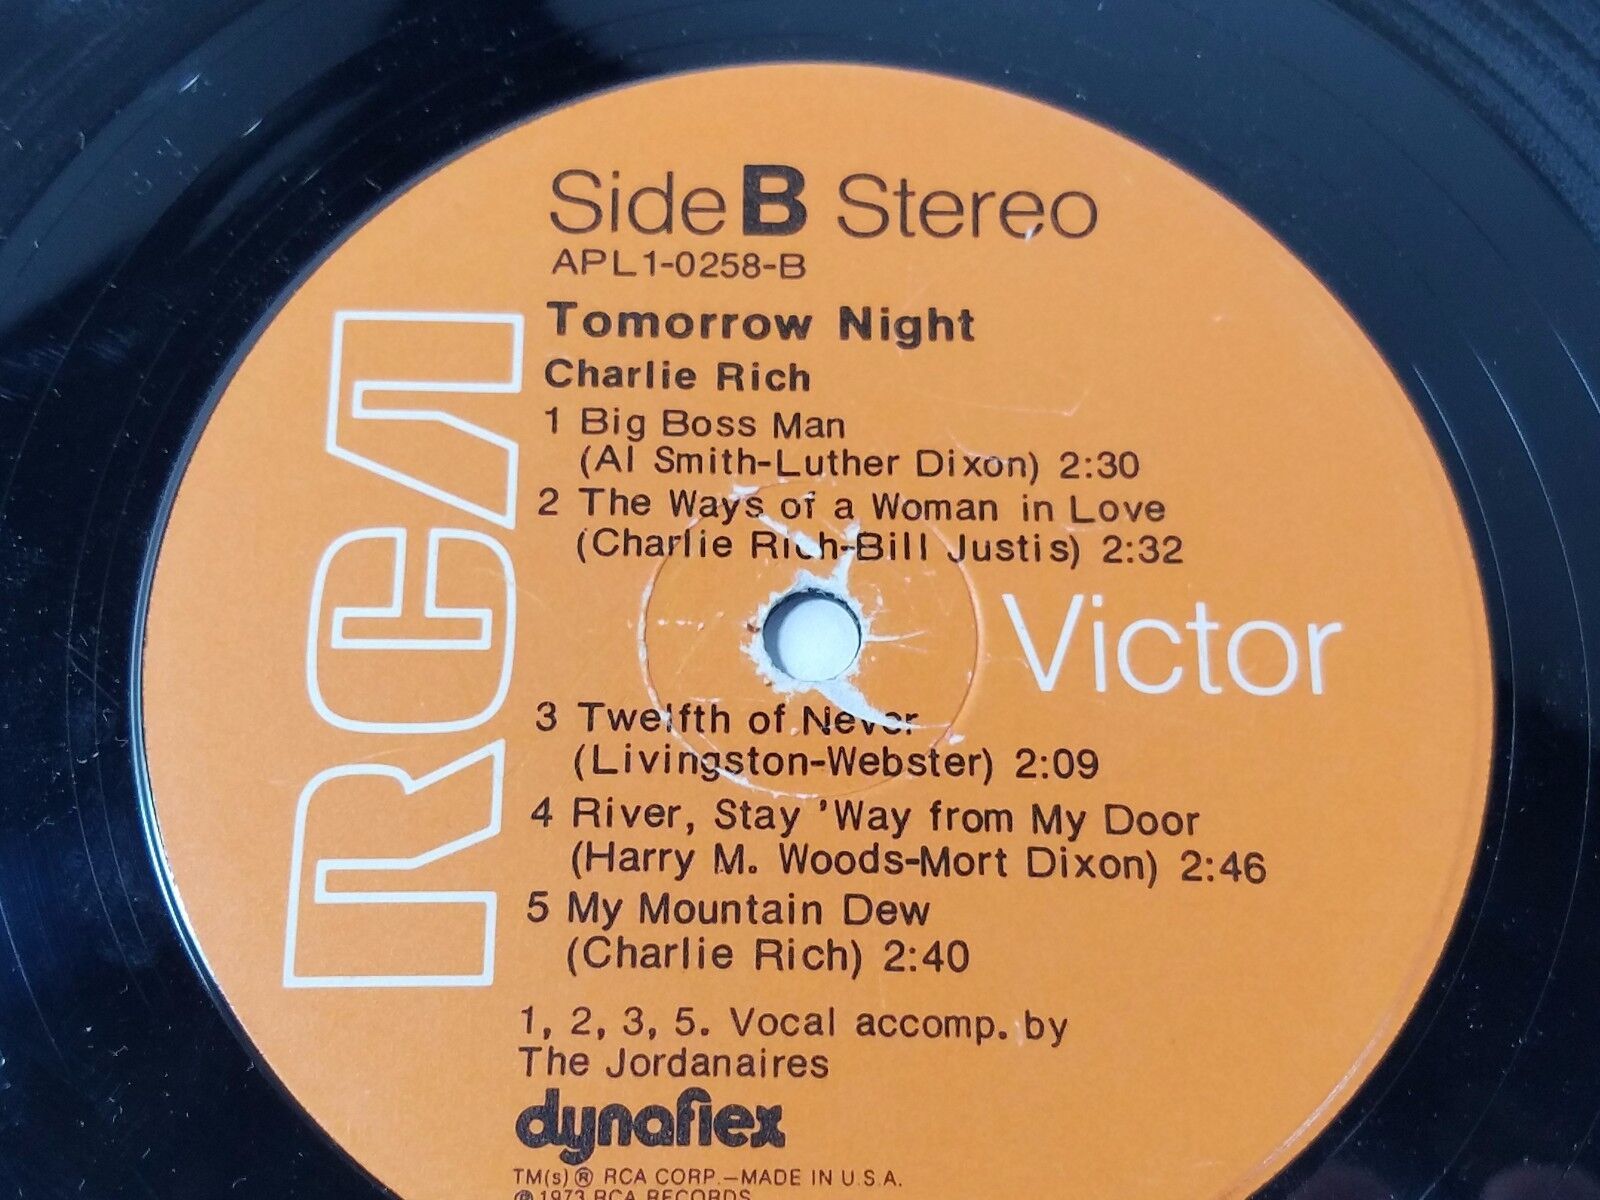 Side B Stereo
APL1-0258-B
Tomorrow Night
Charlie Rich
1 Big Boss Man
(Al Smith-Luther Dixon) 2:30
2 The Ways of a Woman in Love
(Charlie Rich-Bill Justis) 2:32
RCA
Victor
3 Twelfth of Never
(Livingston-Webster) 2:09
4 River, Stay 'Way from My Door
(Harry M. Woods-Mort Dixon) 2:46
5 My Mountain Dew
(Charlie Rich) 2:40
1, 2, 3, 5. Vocal accomp. by
The Jordanaires
dynaflex
TM(s) ® RCA CORP.—MADE IN U.S.A.
℗ 1973 RCA RECORDS